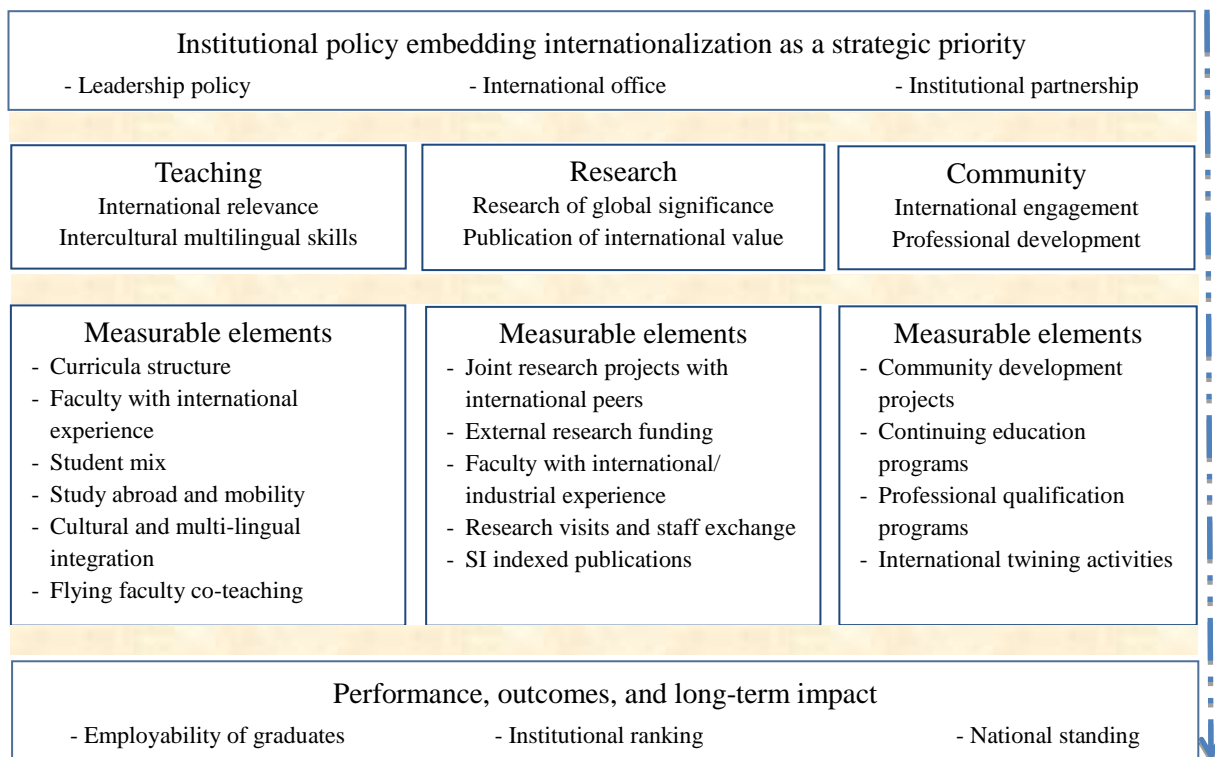 Institutional policy embedding internationalization as a strategic priority
- Leadership policy - International office - Institutional partnership
Teaching
International relevance
Intercultural multilingual skills
Research
Research of global significance
Publication of international value
Community
International engagement
Professional development
Measurable elements
- Curricula structure
- Faculty with international
experience
- Student mix
- Study abroad and mobility
- Cultural and multi-lingual
integration
- Flying faculty co-teaching
Measurable elements
- Joint research projects with
international peers
- External research funding
- Faculty with international/
industrial experience
- Research visits and staff exchange
- SI indexed publications
Measurable elements
- Community development
projects
- Continuing education
programs
- Professional qualification
programs
- International twining activities
Performance, outcomes, and long-term impact
- Employability of graduates - Institutional ranking - National standing